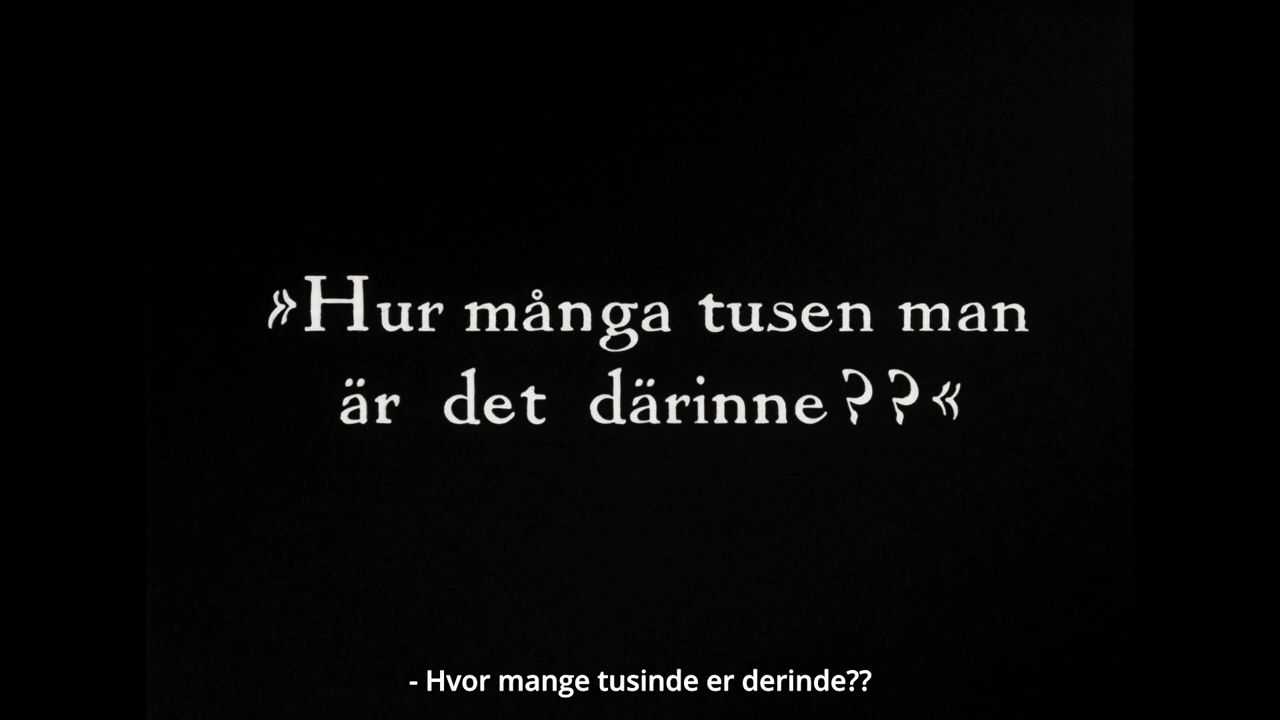 »Hur många tusen man
är det därinne??«
- Hvor mange tusinde er derinde??